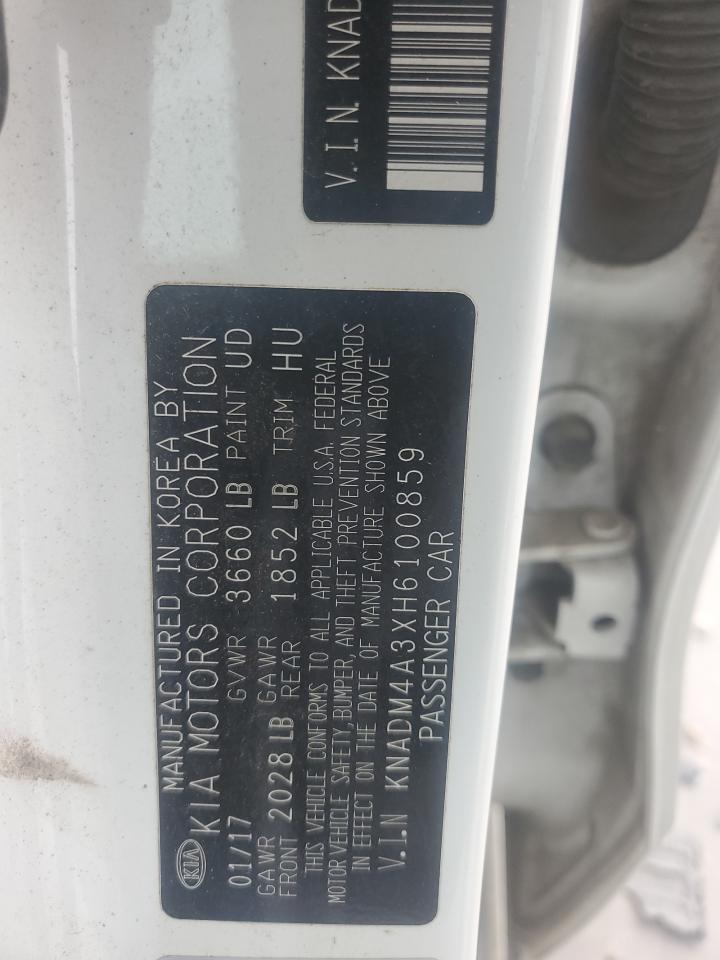 V.I.N. KNAD
MANUFACTURED IN KOREA BY
KIA KIA MOTORS CORPORATION
01/17 GVWR 3660 LB PAINT UD
GAWR FRONT 2028 LB GAWR REAR 1852 LB TRIM HU
THIS VEHICLE CONFORMS TO ALL APPLICABLE U.S.A. FEDERAL
MOTOR VEHICLE SAFETY, BUMPER, AND THEFT PREVENTION STANDARDS
IN EFFECT ON THE DATE OF MANUFACTURE SHOWN ABOVE
V.I.N KNADM4A3XH6100859
PASSENGER CAR